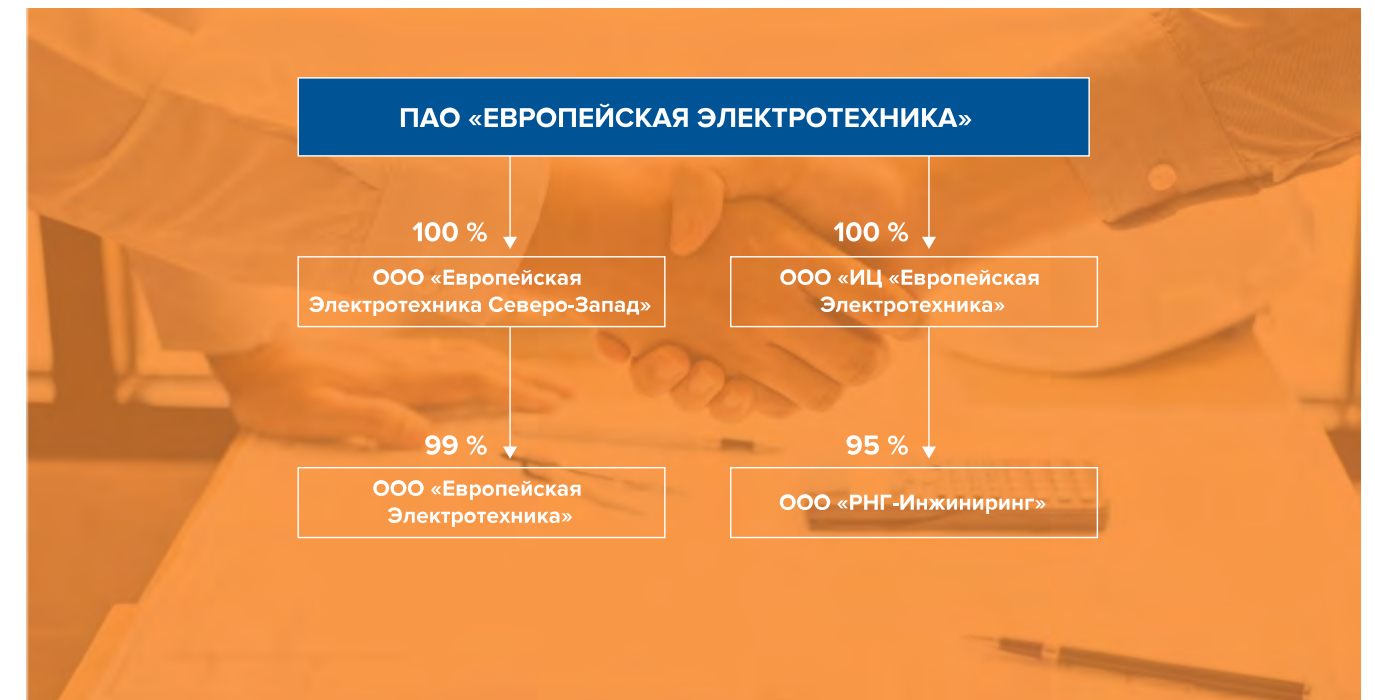 ПАО «ЕВРОПЕЙСКАЯ ЭЛЕКТРОТЕХНИКА»
100 %
100 %
ООО «Европейская
Электротехника Северо-Запад»
ООО «ИЦ «Европейская
Электротехника»
99 %
95 %
ООО «Европейская
Электротехника»
ООО «РНГ-Инжиниринг»